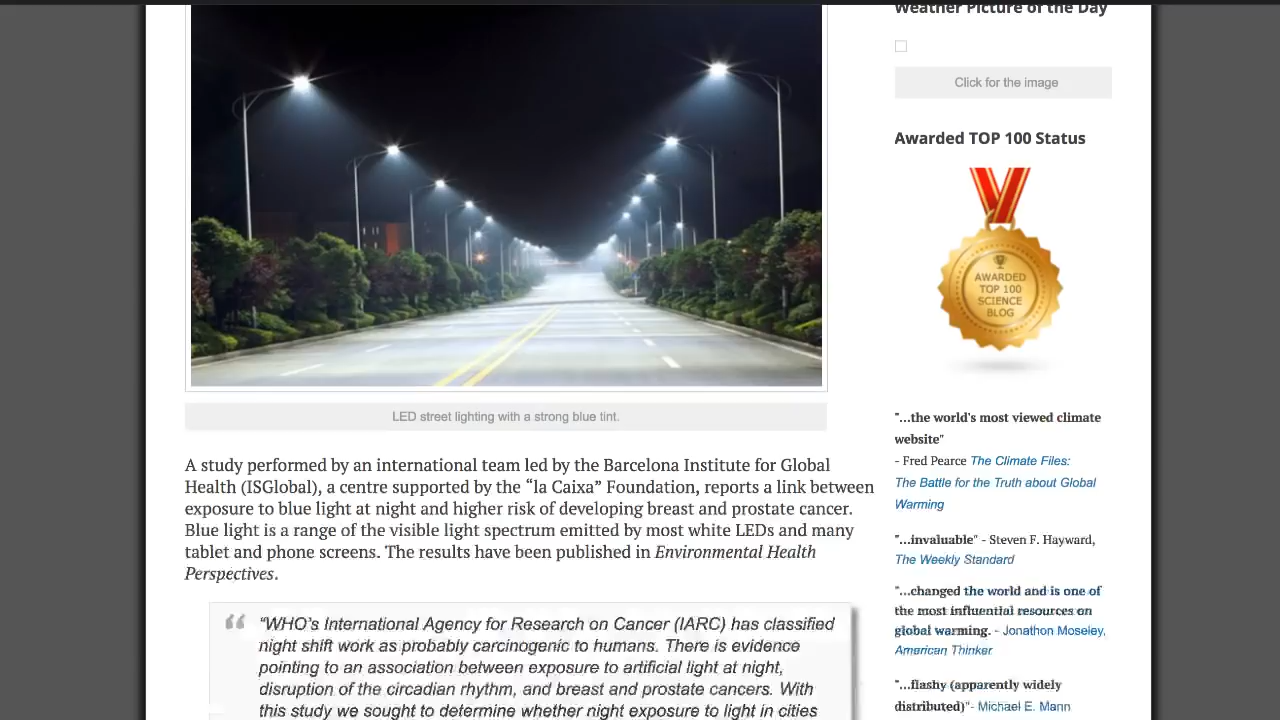 Weather Picture of the Day
Click for the image
Awarded TOP 100 Status
AWARDED
TOP 100
SCIENCE
BLOG
"...the world's most viewed climate
website"
- Fred Pearce The Climate Files:
The Battle for the Truth about Global
Warming
"...invaluable" - Steven F. Hayward,
The Weekly Standard
"...changed the world and is one of
the most influential resources on
global warming. - Jonathon Moseley,
American Thinker
"...flashy (apparently widely
distributed)"- Michael E. Mann
LED street lighting with a strong blue tint.
A study performed by an international team led by the Barcelona Institute for Global
Health (ISGlobal), a centre supported by the “la Caixa” Foundation, reports a link between
exposure to blue light at night and higher risk of developing breast and prostate cancer.
Blue light is a range of the visible light spectrum emitted by most white LEDs and many
tablet and phone screens. The results have been published in Environmental Health
Perspectives.
“WHO’s International Agency for Research on Cancer (IARC) has classified
night shift work as probably carcinogenic to humans. There is evidence
pointing to an association between exposure to artificial light at night,
disruption of the circadian rhythm, and breast and prostate cancers. With
this study we sought to determine whether night exposure to light in cities